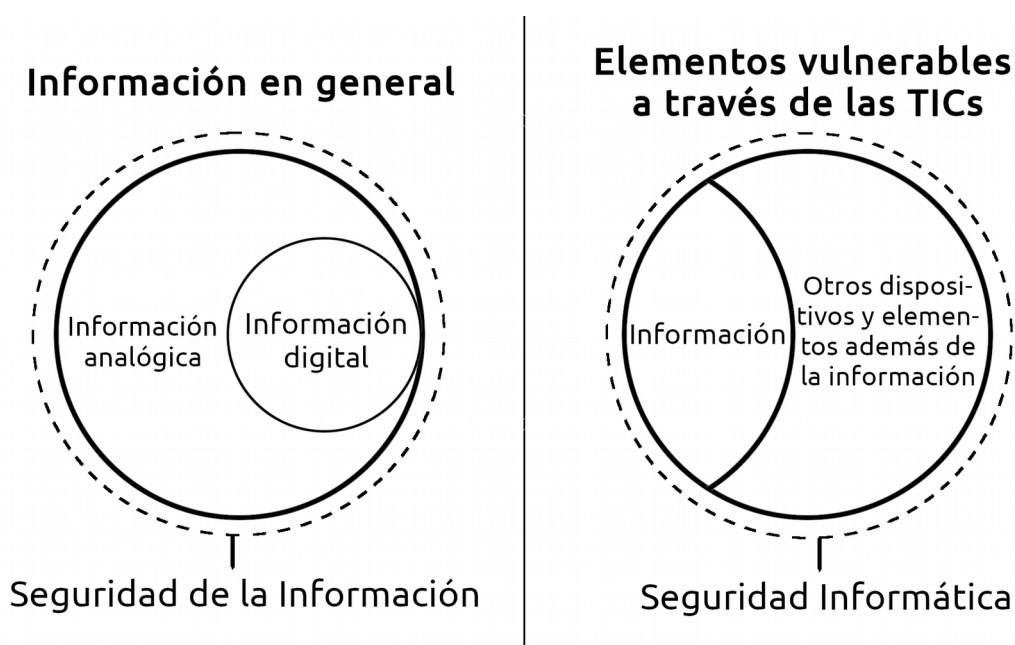 Información en general
Información
analógica
Información
digital
Seguridad de la Información
Elementos vulnerables
a través de las TICs
Información
Otros disposi-
tivos y elemen-
tos además de
la información
Seguridad Informática